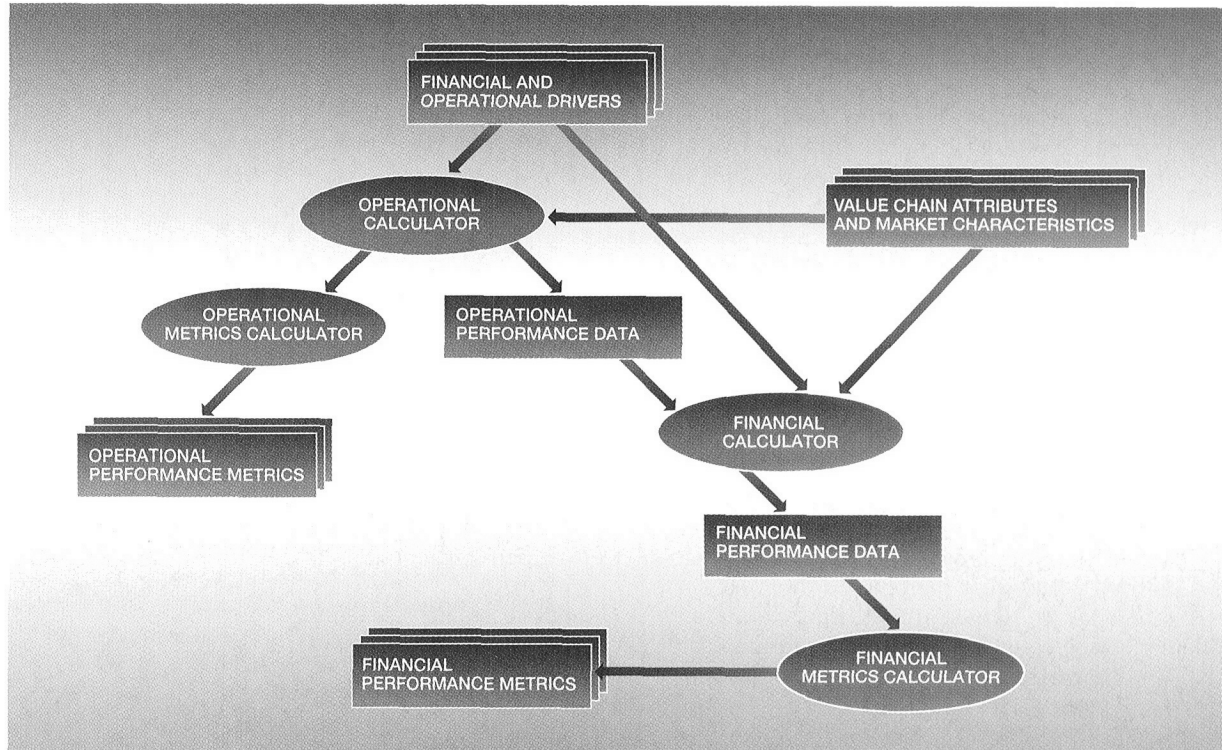 FINANCIAL AND
OPERATIONAL DRIVERS
OPERATIONAL
CALCULATOR
VALUE CHAIN ATTRIBUTES
AND MARKET CHARACTERISTICS
OPERATIONAL
METRICS CALCULATOR
OPERATIONAL
PERFORMANCE DATA
FINANCIAL
CALCULATOR
OPERATIONAL
PERFORMANCE METRICS
FINANCIAL
PERFORMANCE DATA
FINANCIAL
PERFORMANCE METRICS
FINANCIAL
METRICS CALCULATOR